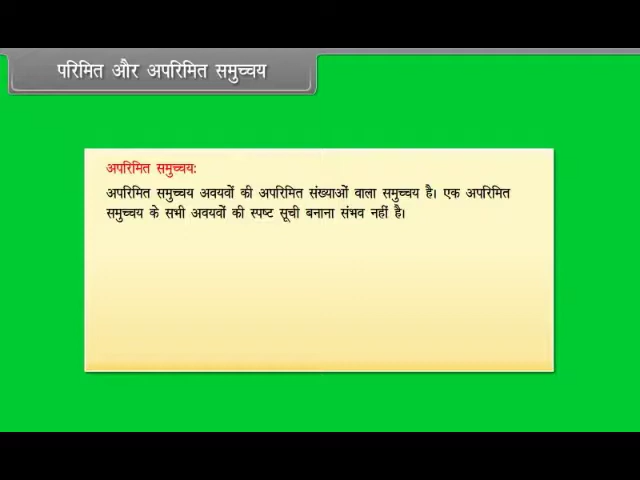 परिमित और अपरिमित समुच्चय
अपरिमित समुच्चय:
अपरिमित समुच्चय अवयवों की अपरिमित संख्याओं वाला समुच्चय है। एक अपरिमित
समुच्चय के सभी अवयवों की स्पष्ट सूची बनाना संभव नहीं है।